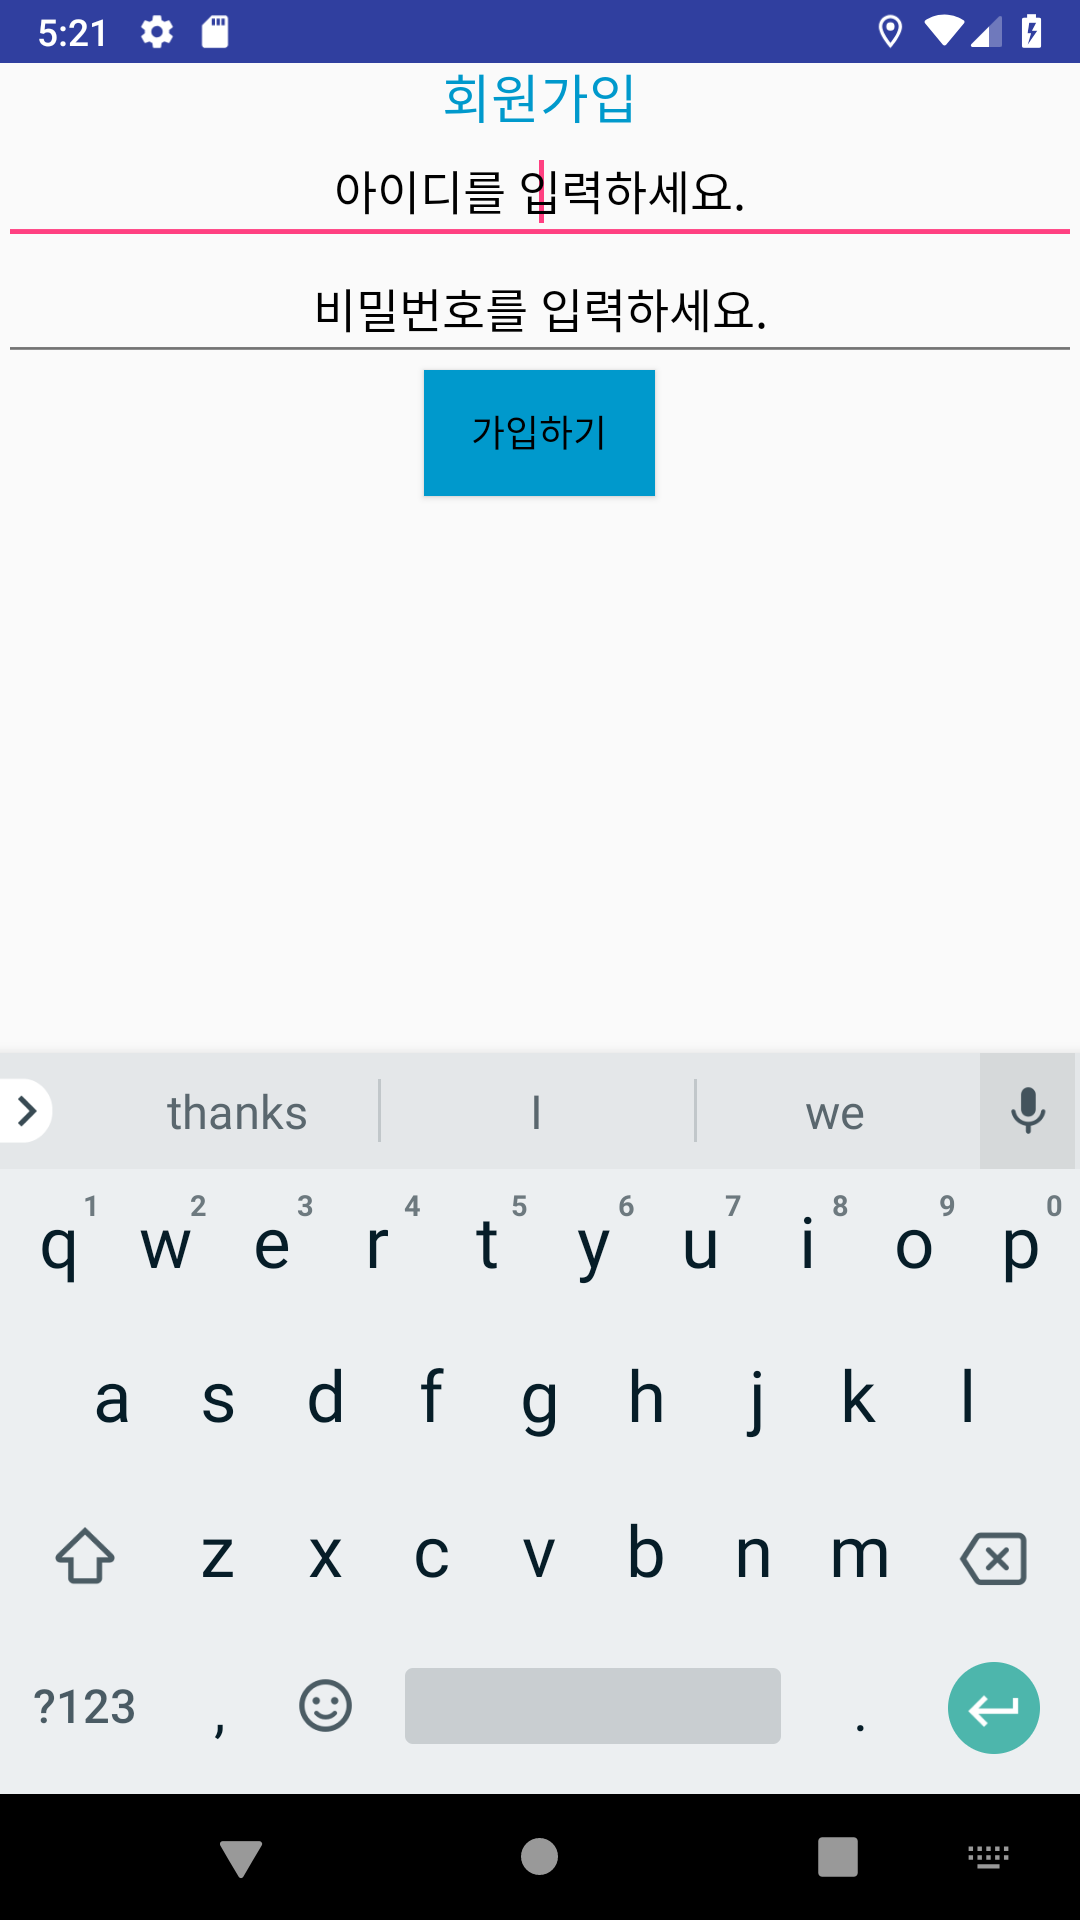 5:21
회원가입
아이디를 입력하세요.
비밀번호를 입력하세요.
가입하기
thanks I we
1 2 3 4 5 6 7 8 9 0
q w e r t y u i o p
a s d f g h j k l
z x c v b n m
?123 , .